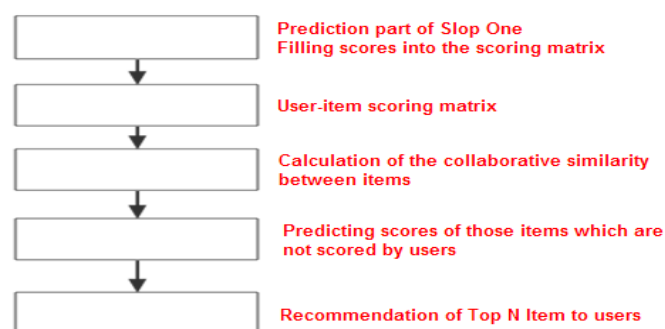 Prediction part of Slop One
Filling scores into the scoring matrix
User-item scoring matrix
Calculation of the collaborative similarity
between items
Predicting scores of those items which are
not scored by users
Recommendation of Top N Item to users